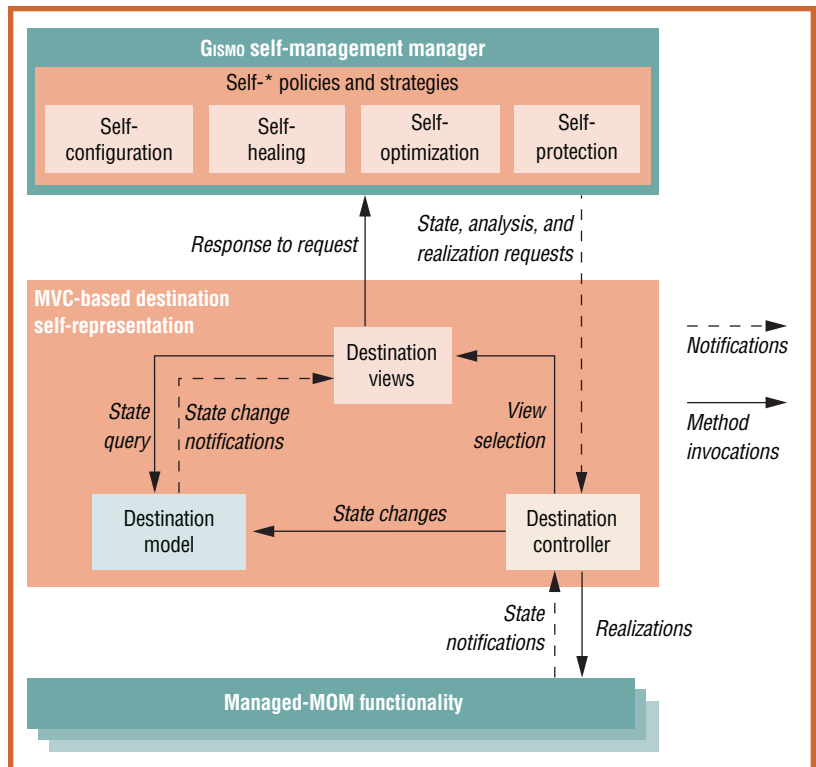 GISMO self-management manager
Self-* policies and strategies
Self-
configuration
Self-
healing
Self-
optimization
Self-
protection
Response to request
State, analysis, and
realization requests
MVC-based destination
self-representation
Destination
views
Notifications
State
query
State change
notifications
View
selection
Method
invocations
Destination
model
State changes
Destination
controller
State
notifications
Realizations
Managed-MOM functionality